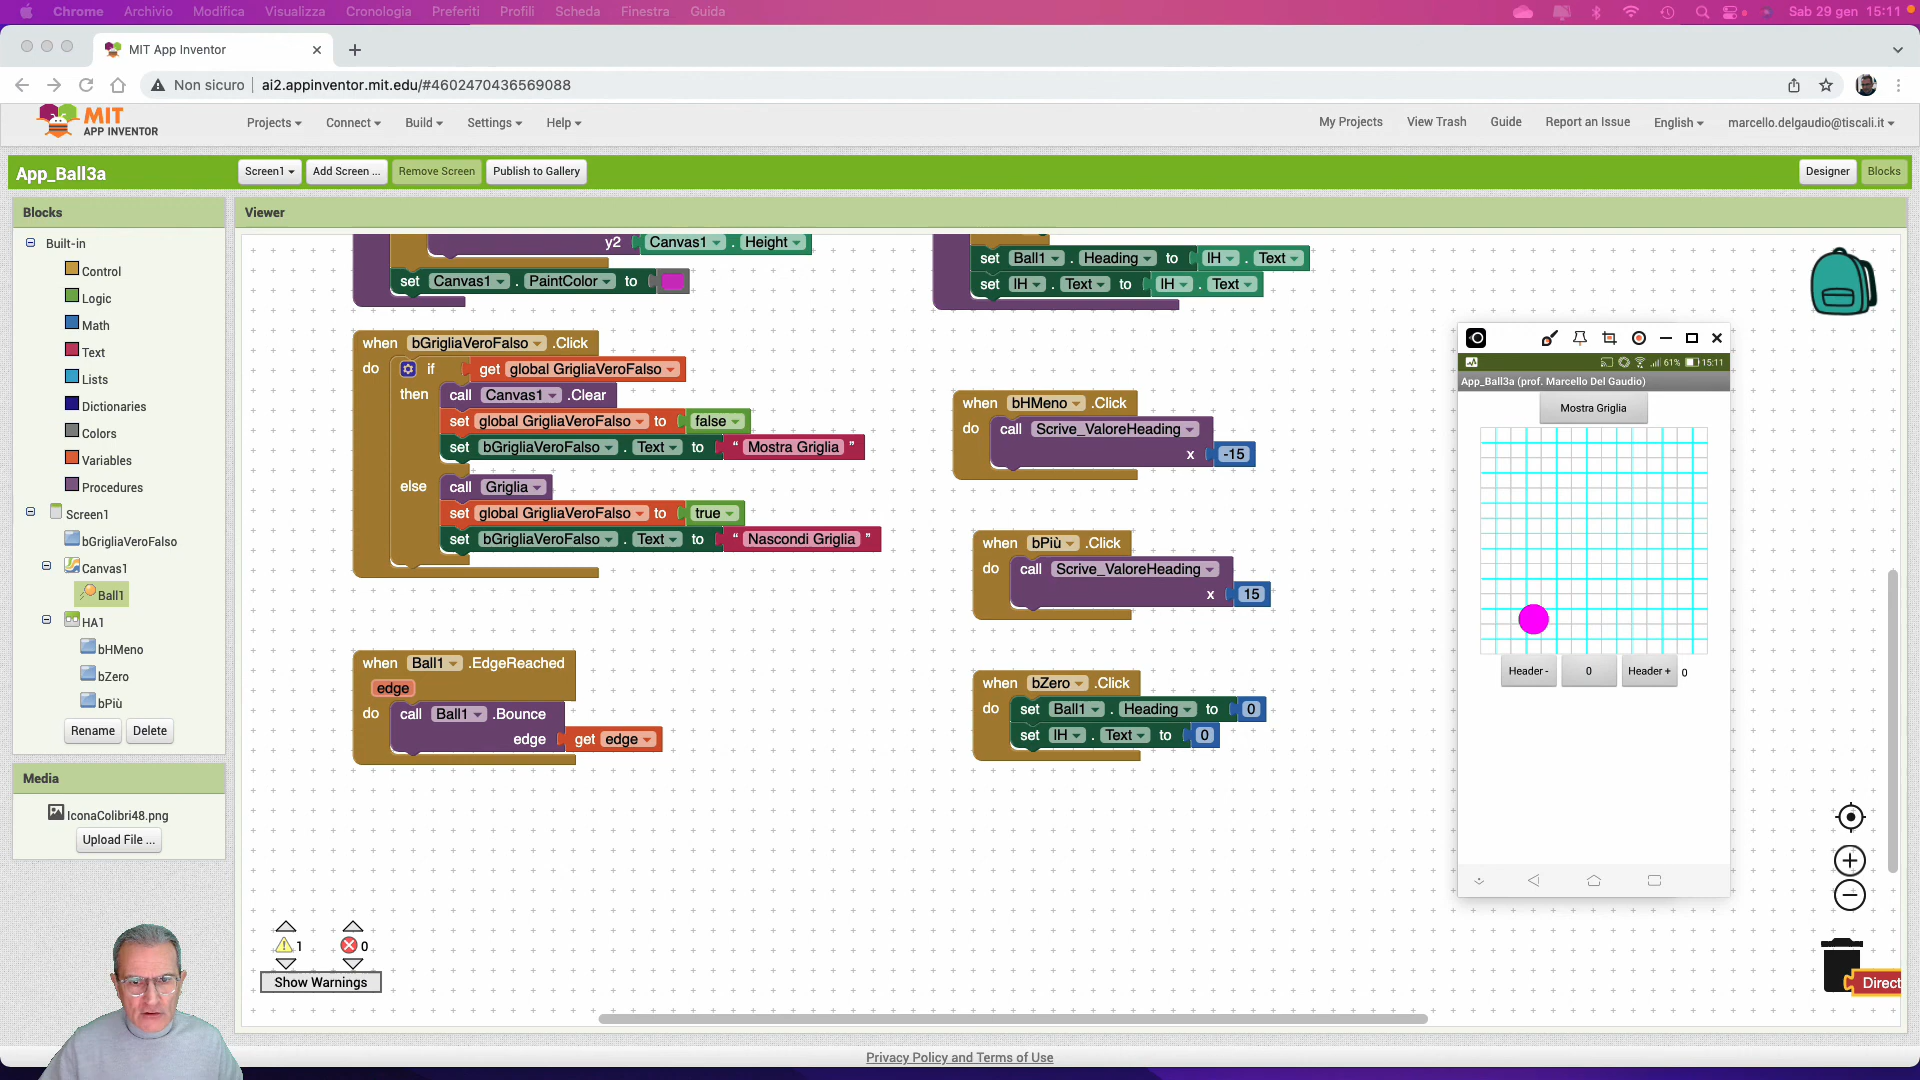 Chrome Archivio Modifica Visualizza Cronologia Preferiti Profili Scheda Finestra Guida Sab 29 gen 15:11
MIT App Inventor
Non sicuro ai2.appinventor.mit.edu/#4602470436569088
MIT
APP INVENTOR
Projects Connect Build Settings Help My Projects View Trash Guide Report an Issue English marcello.delgaudio@tiscali.it
App_Ball3a Screen1 Add Screen ... Remove Screen Publish to Gallery Designer Blocks
Blocks
Viewer
Built-in
Control
Logic
Math
Text
Lists
Dictionaries
Colors
Variables
Procedures
Screen1
bGrigliaVeroFalso
Canvas1
Ball1
HA1
bHMeno
bZero
bPiù
Rename Delete
Media
IconaColibri48.png
Upload File ...
y2 Canvas1 . Height
set Canvas1 . PaintColor to
when bGrigliaVeroFalso .Click
do if get global GrigliaVeroFalso
then call Canvas1 .Clear
set global GrigliaVeroFalso to false
set bGrigliaVeroFalso . Text to “ Mostra Griglia ”
else call Griglia
set global GrigliaVeroFalso to true
set bGrigliaVeroFalso . Text to “ Nascondi Griglia ”
when Ball1 .EdgeReached
edge
do call Ball1 .Bounce
edge get edge
set Ball1 . Heading to lH . Text
set lH . Text to lH . Text
when bHMeno .Click
do call Scrive_ValoreHeading
x -15
when bPiù .Click
do call Scrive_ValoreHeading
x 15
when bZero .Click
do set Ball1 . Heading to 0
set lH . Text to 0
61% 15:11
App_Ball3a (prof. Marcello Del Gaudio)
Mostra Griglia
Header - 0 Header + 0
1 0
Show Warnings
Direct
Privacy Policy and Terms of Use